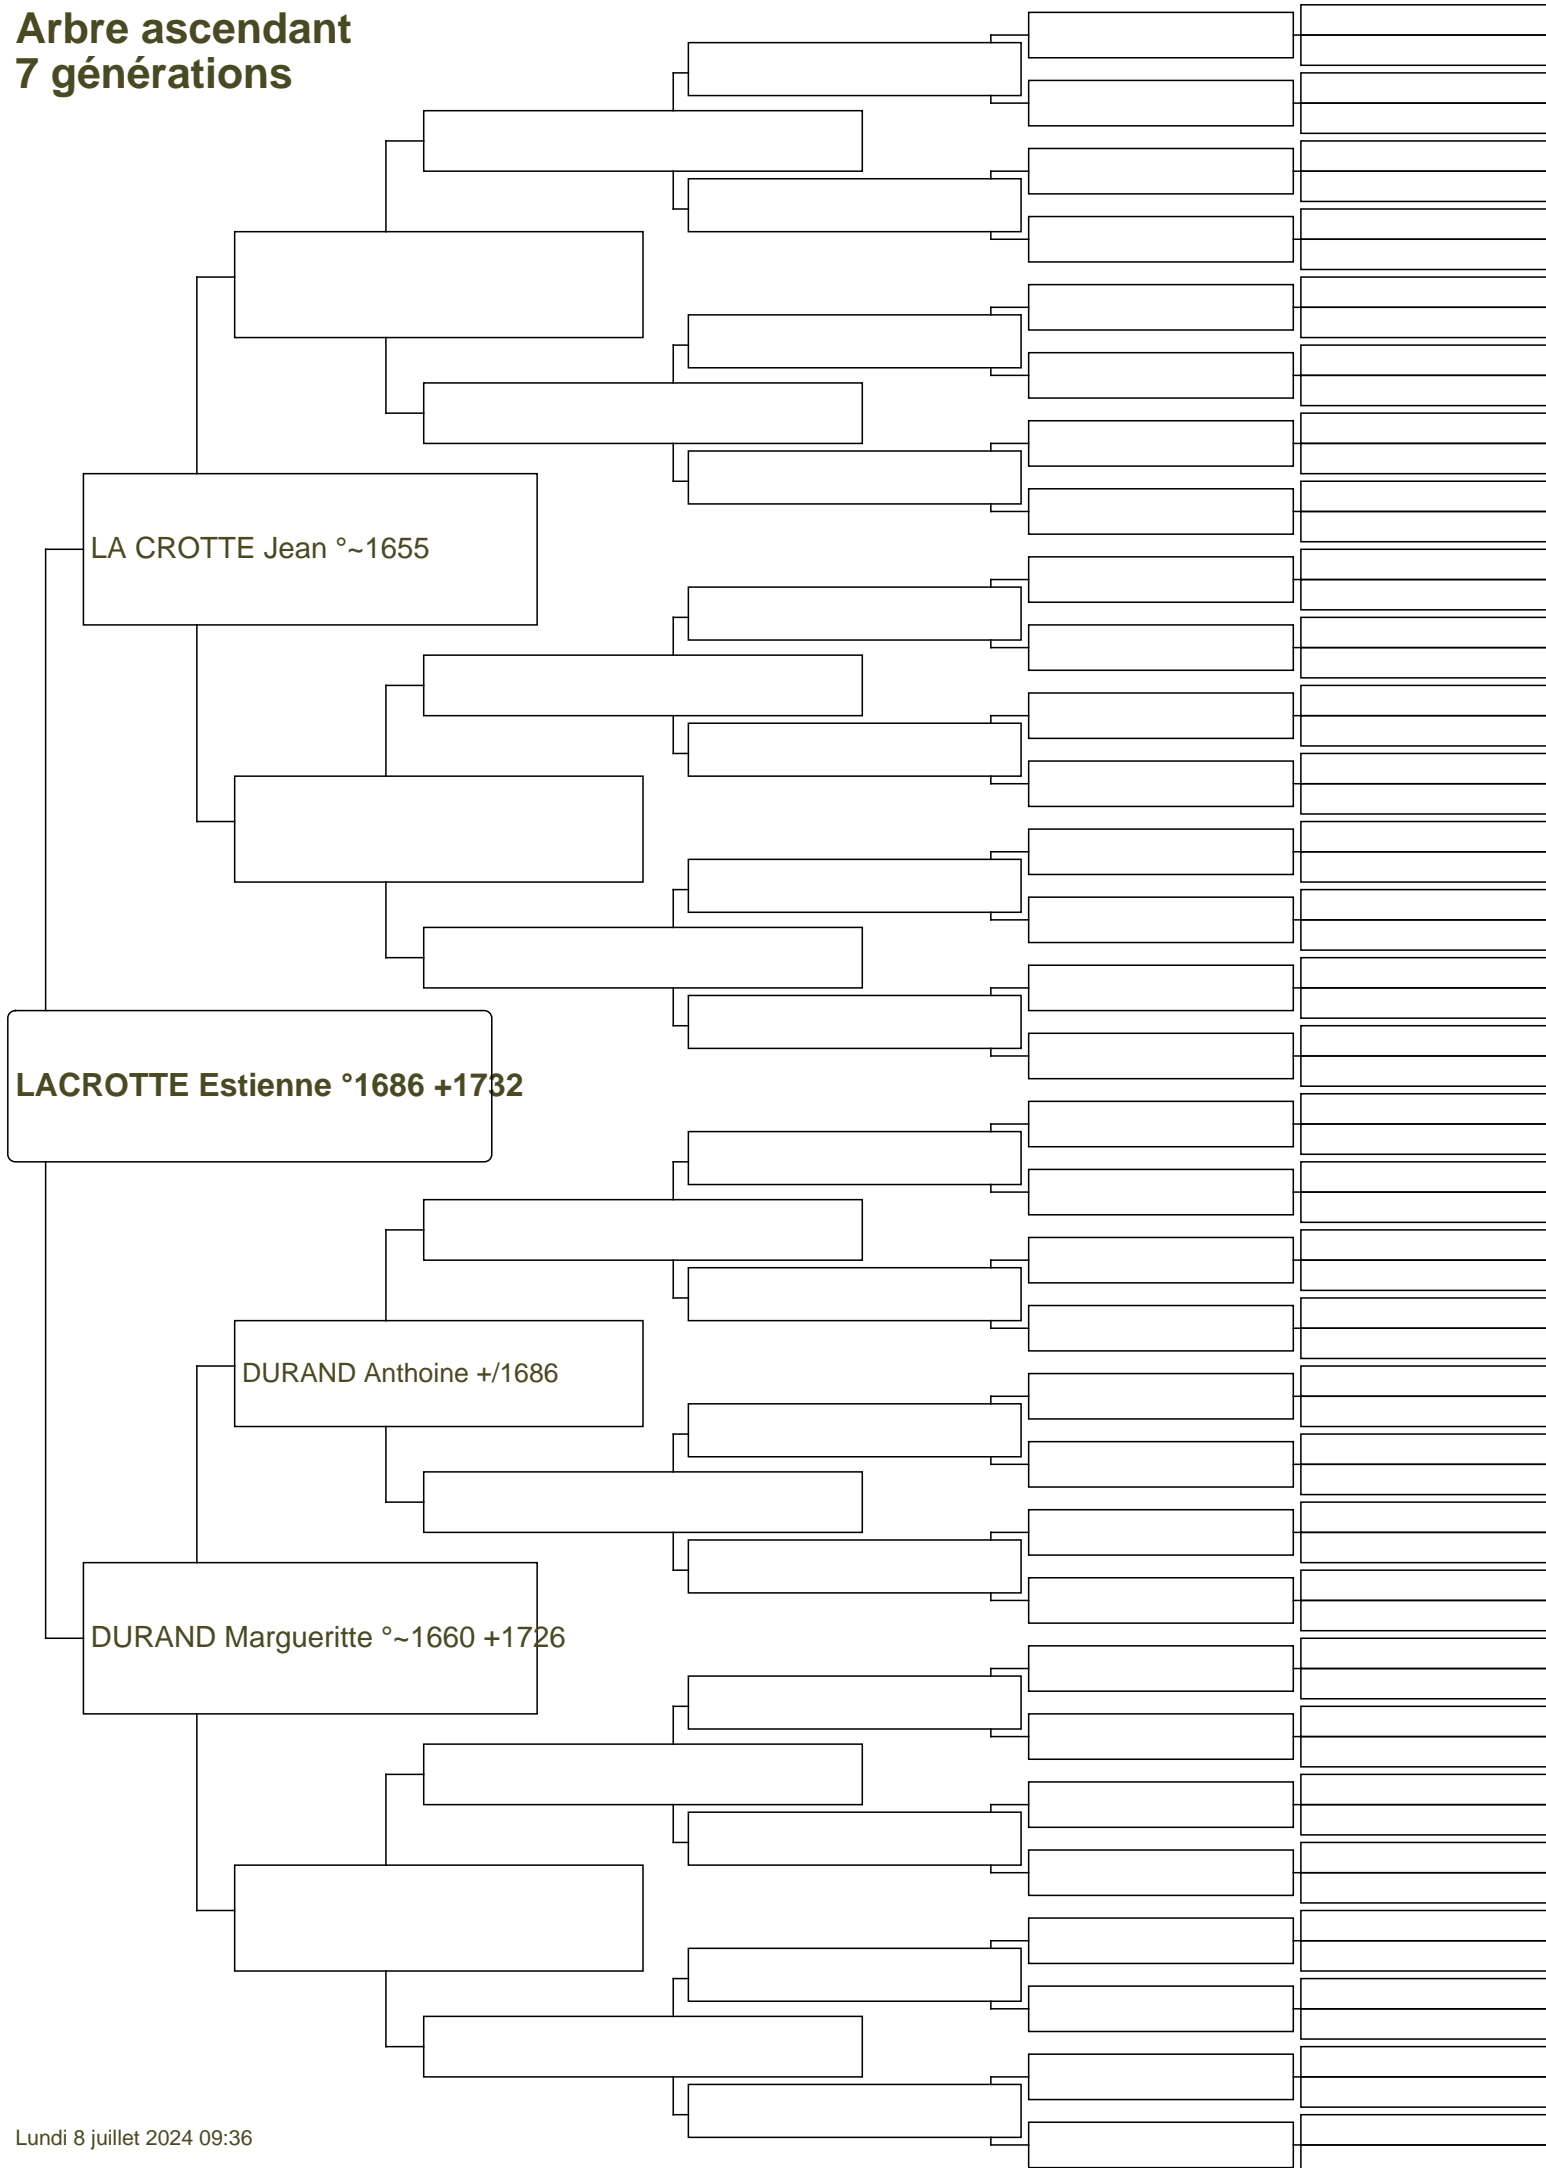 Arbre ascendant
7 générations
LA CROTTE Jean °~1655
LACROTTE Estienne °1686 +1732
DURAND Anthoine +/1686
DURAND Margueritte °~1660 +1726
Lundi 8 juillet 2024 09:36